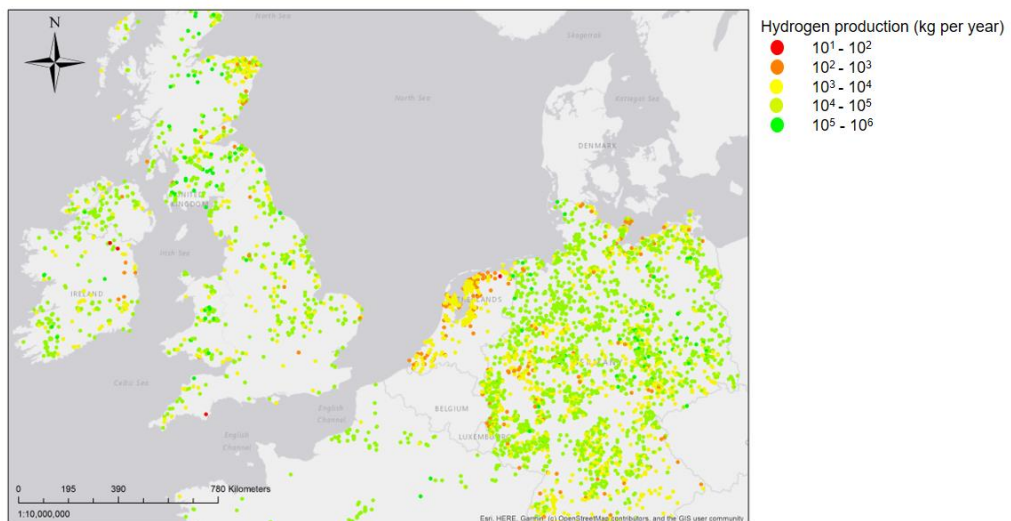 Hydrogen production (kg per year)
10¹ - 10²
10² - 10³
10³ - 10⁴
10⁴ - 10⁵
10⁵ - 10⁶
N
North Sea
Skagerrak
North Sea
Kattegat Sea
DENMARK
UNITED
KINGDOM
Irish Sea
IRELAND
Celtic Sea
English
Channel
English
Channel
BELGIUM
LUXEMBOURG
0 195 390 780 Kilometers
1:10,000,000
Esri, HERE, Garmin, (c) OpenStreetMap contributors, and the GIS user community